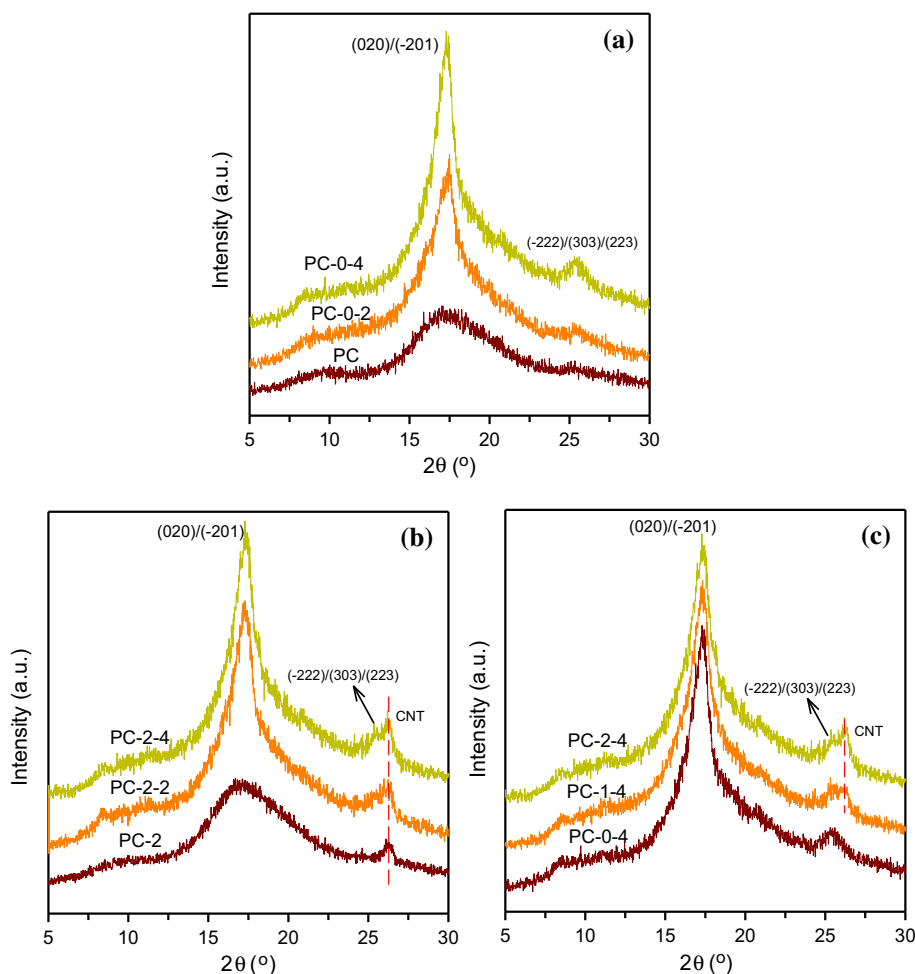 (a)
(020)/(-201)
(-222)/(303)/(223)
PC-0-4
PC-0-2
PC
Intensity (a.u.)
5 10 15 20 25 30
2θ (°)
(b)
(020)/(-201)
(-222)/(303)/(223)
CNT
PC-2-4
PC-2-2
PC-2
Intensity (a.u.)
5 10 15 20 25 30
2θ (°)
(c)
(020)/(-201)
(-222)/(303)/(223)
CNT
PC-2-4
PC-1-4
PC-0-4
Intensity (a.u.)
5 10 15 20 25 30
2θ (°)